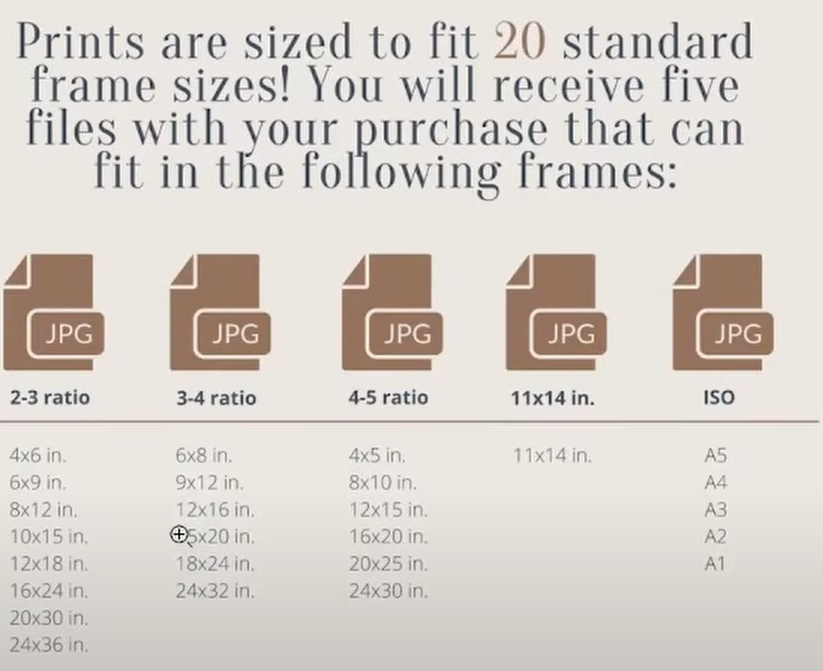 Prints are sized to fit 20 standard
frame sizes! You will receive five
files with your purchase that can
fit in the following frames:
JPG JPG JPG JPG JPG
2-3 ratio 3-4 ratio 4-5 ratio 11x14 in. ISO
4x6 in. 6x8 in. 4x5 in. 11x14 in. A5
6x9 in. 9x12 in. 8x10 in. A4
8x12 in. 12x16 in. 12x15 in. A3
10x15 in. 5x20 in. 16x20 in. A2
12x18 in. 18x24 in. 20x25 in. A1
16x24 in. 24x32 in. 24x30 in.
20x30 in.
24x36 in.